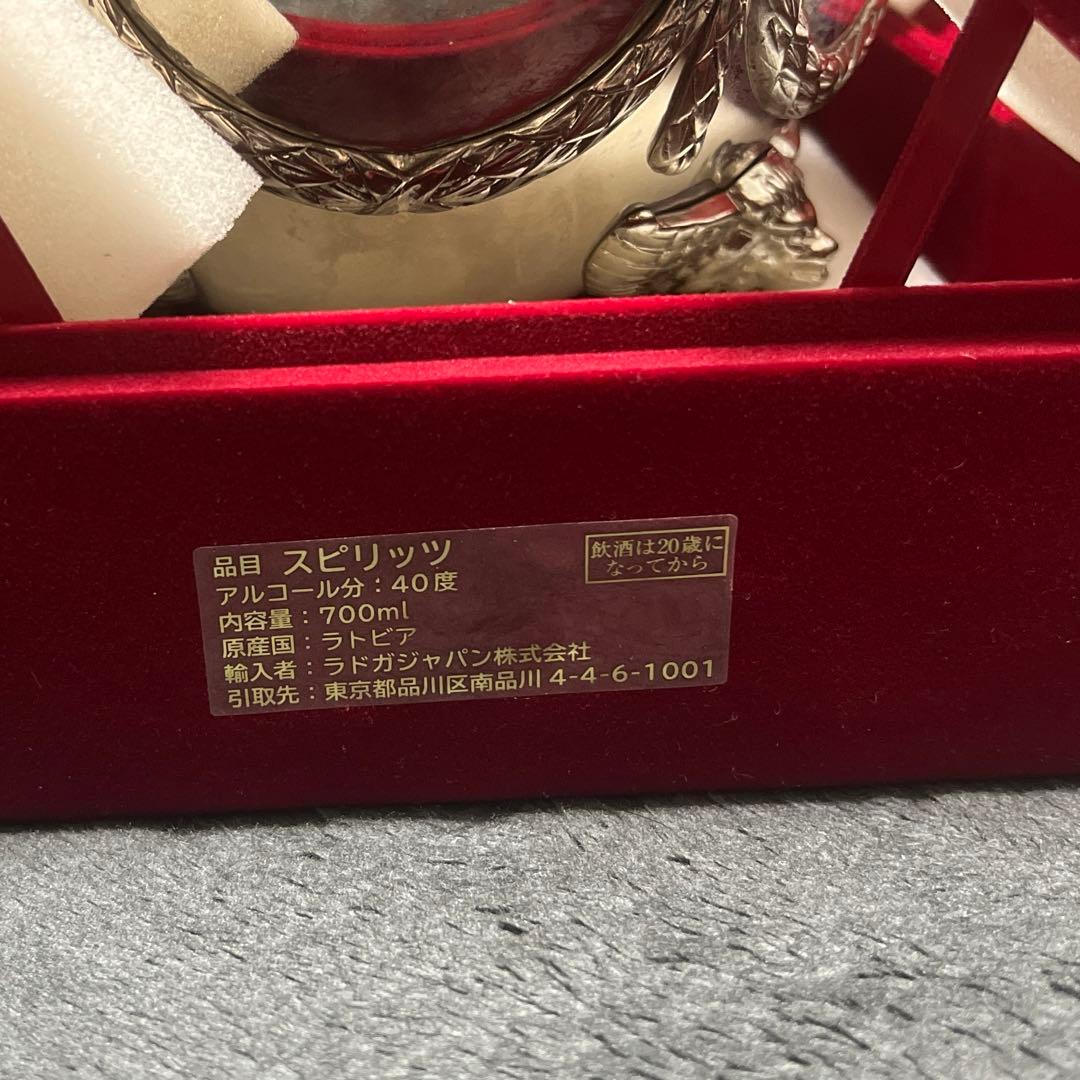 品目 スピリッツ
飲酒は20歳に
なってから
アルコール分：40度
内容量：700ml
原産国：ラトビア
輸入者：ラドガジャパン株式会社
引取先：東京都品川区南品川4-4-6-1001